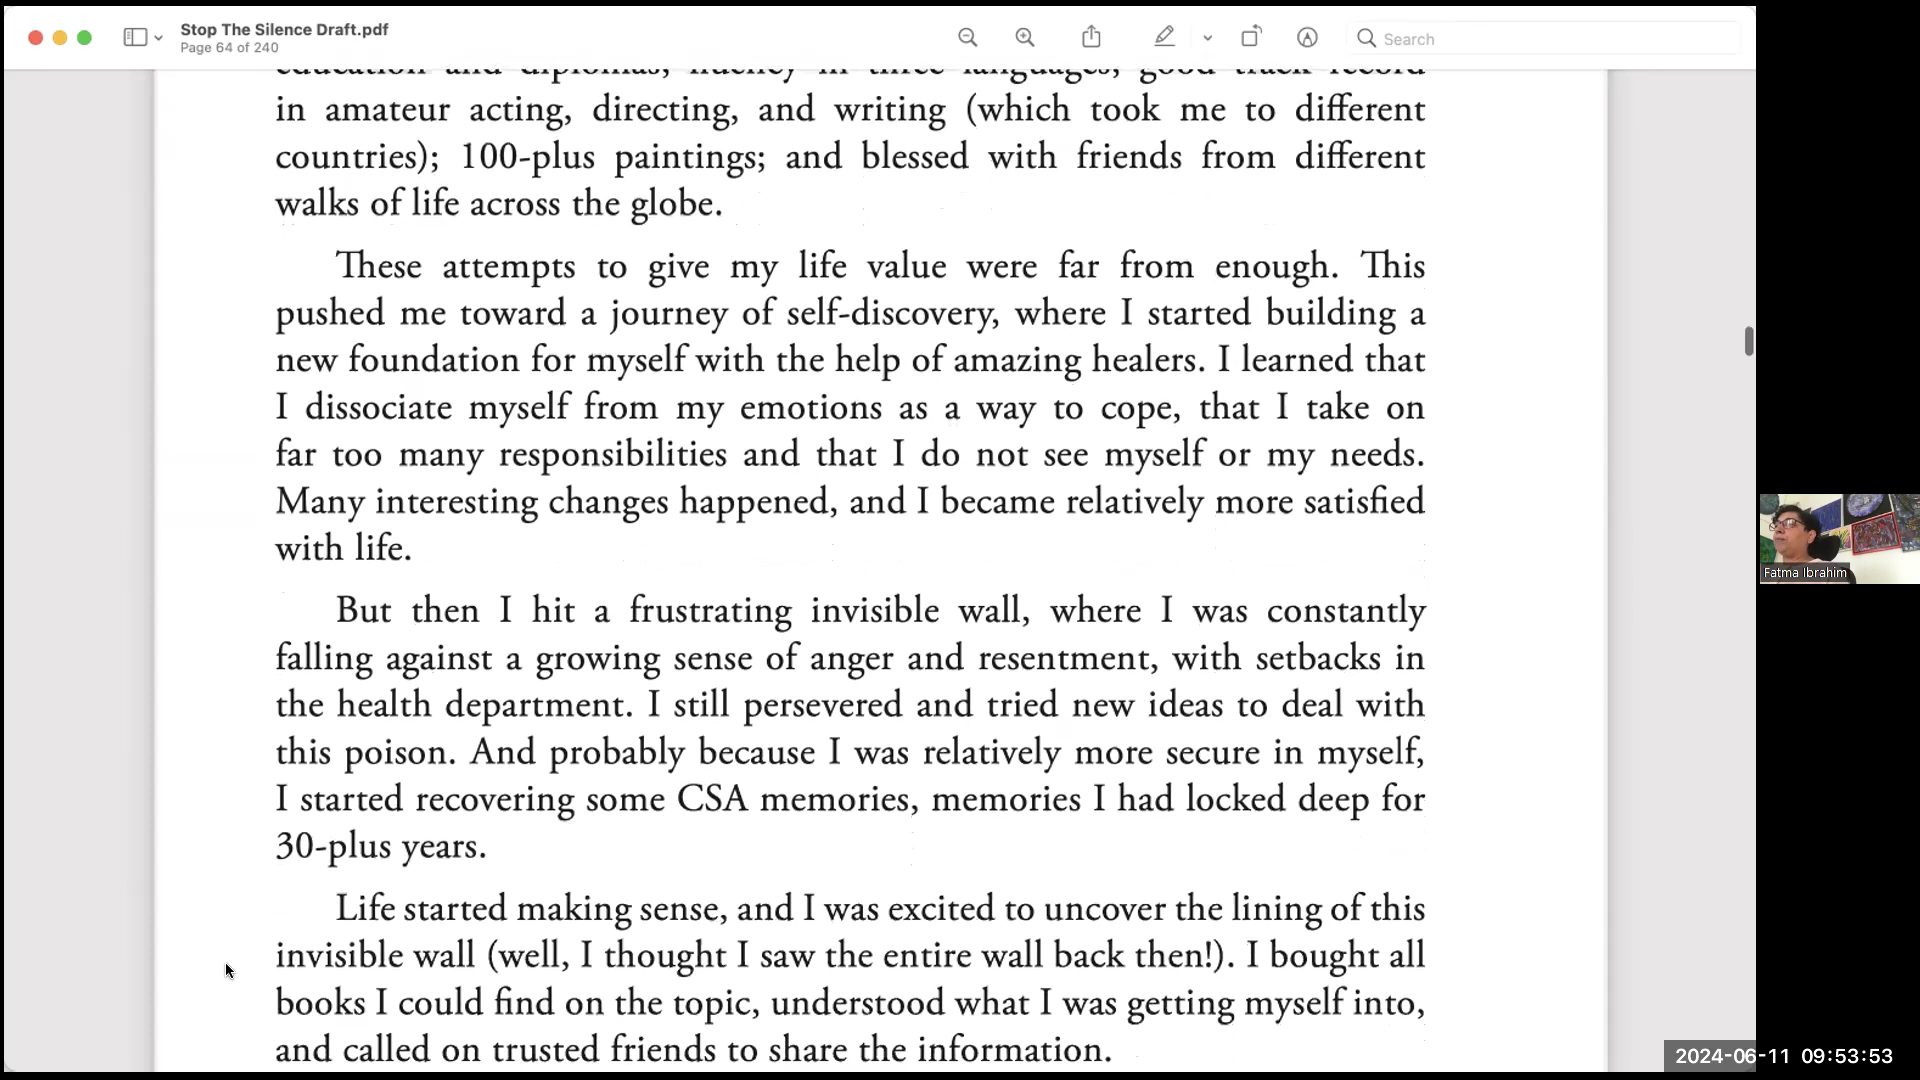 Stop The Silence Draft.pdf
Page 64 of 240
Search
education and diplomas; fluency in three languages; good track record
in amateur acting, directing, and writing (which took me to different
countries); 100-plus paintings; and blessed with friends from different
walks of life across the globe.
These attempts to give my life value were far from enough. This
pushed me toward a journey of self-discovery, where I started building a
new foundation for myself with the help of amazing healers. I learned that
I dissociate myself from my emotions as a way to cope, that I take on
far too many responsibilities and that I do not see myself or my needs.
Many interesting changes happened, and I became relatively more satisfied
with life.
But then I hit a frustrating invisible wall, where I was constantly
falling against a growing sense of anger and resentment, with setbacks in
the health department. I still persevered and tried new ideas to deal with
this poison. And probably because I was relatively more secure in myself,
I started recovering some CSA memories, memories I had locked deep for
30-plus years.
Life started making sense, and I was excited to uncover the lining of this
invisible wall (well, I thought I saw the entire wall back then!). I bought all
books I could find on the topic, understood what I was getting myself into,
and called on trusted friends to share the information.
Fatma Ibrahim
2024-06-11 09:53:53